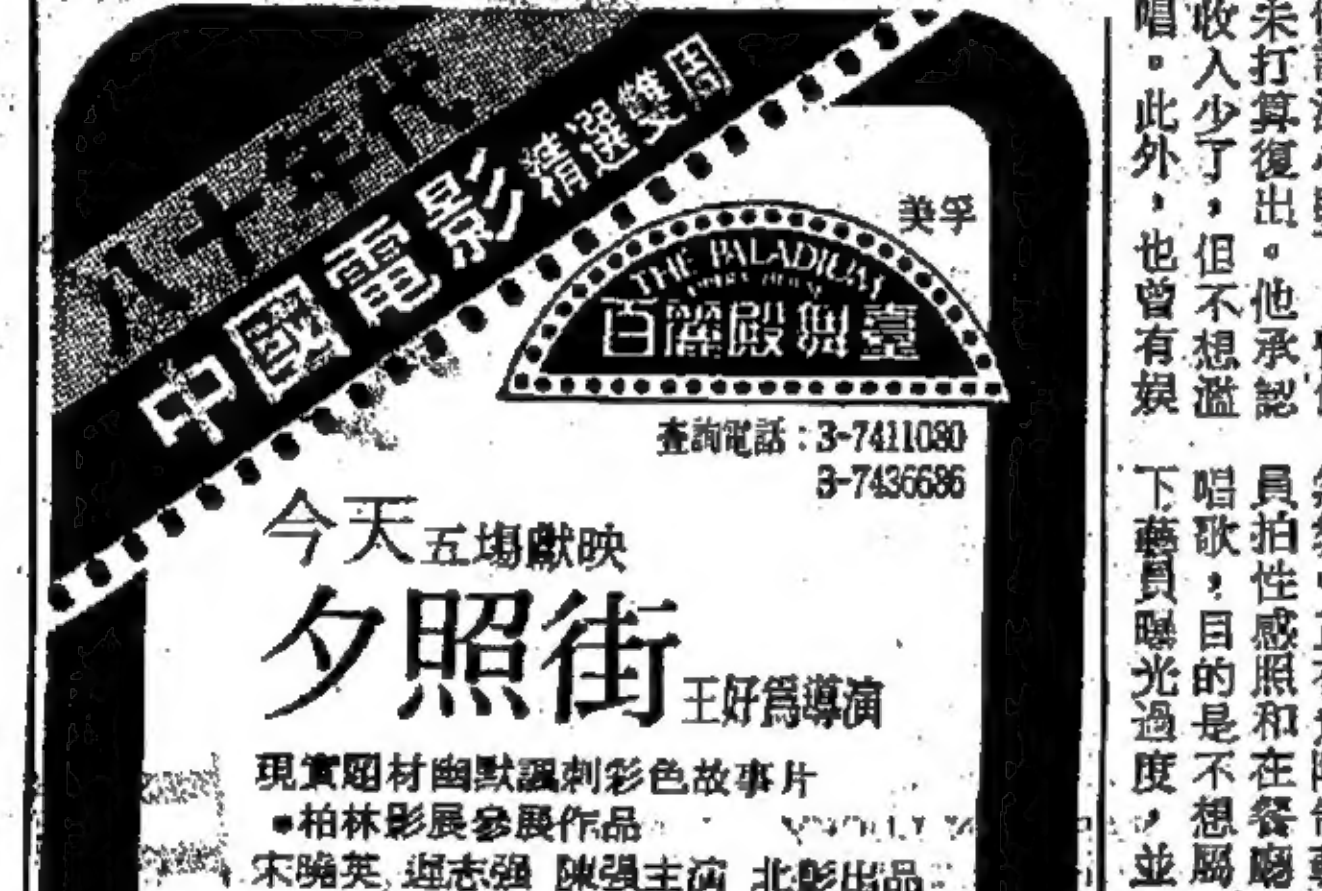 八十年代
中國電影精選雙周
美孚
THE PALADIUM
OPERA HOUSE
百麗殿舞臺
查詢電話：3-7411080
3-7436686
今天五場獻映
夕照街 王好爲導演
現實題材幽默諷刺彩色故事片
•柏林影展參展作品
宋曉英 遲志强 陳强主演 北影出品
未打算復出。他承認
收入少了，但不想濫
唱。此外，也曾有娱
員拍性感照和在餐廳
唱歌，目的是不想屬
下藝員曝光過度，並